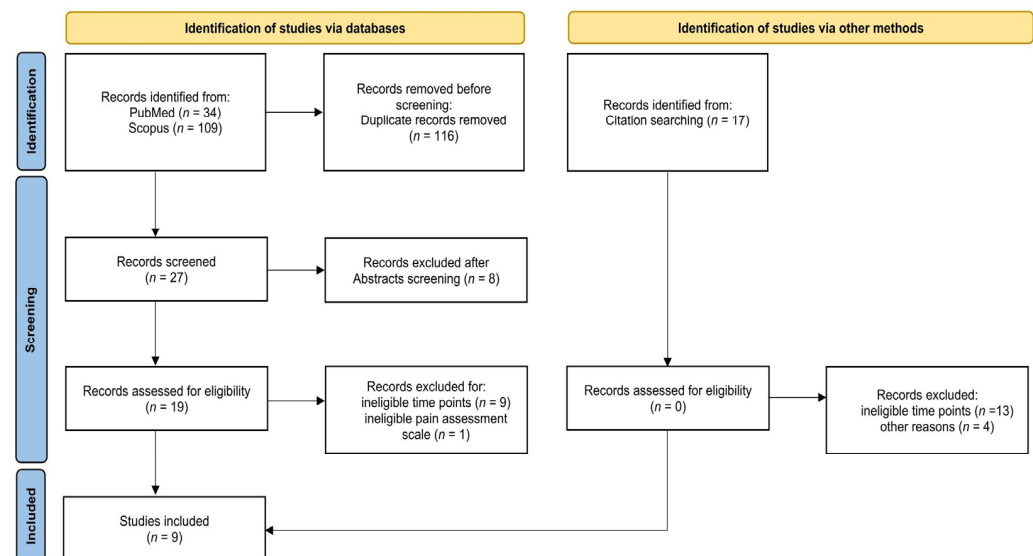 Identification of studies via databases
Identification of studies via other methods
Identification
Records identified from:
PubMed (n = 34)
Scopus (n = 109)
Records removed before
screening:
Duplicate records removed
(n = 116)
Records identified from:
Citation searching (n = 17)
Screening
Records screened
(n = 27)
Records excluded after
Abstracts screening (n = 8)
Records assessed for eligibility
(n = 19)
Records excluded for:
ineligible time points (n = 9)
ineligible pain assessment
scale (n = 1)
Records assessed for eligibility
(n = 0)
Records excluded:
ineligible time points (n =13)
other reasons (n = 4)
Included
Studies included
(n = 9)